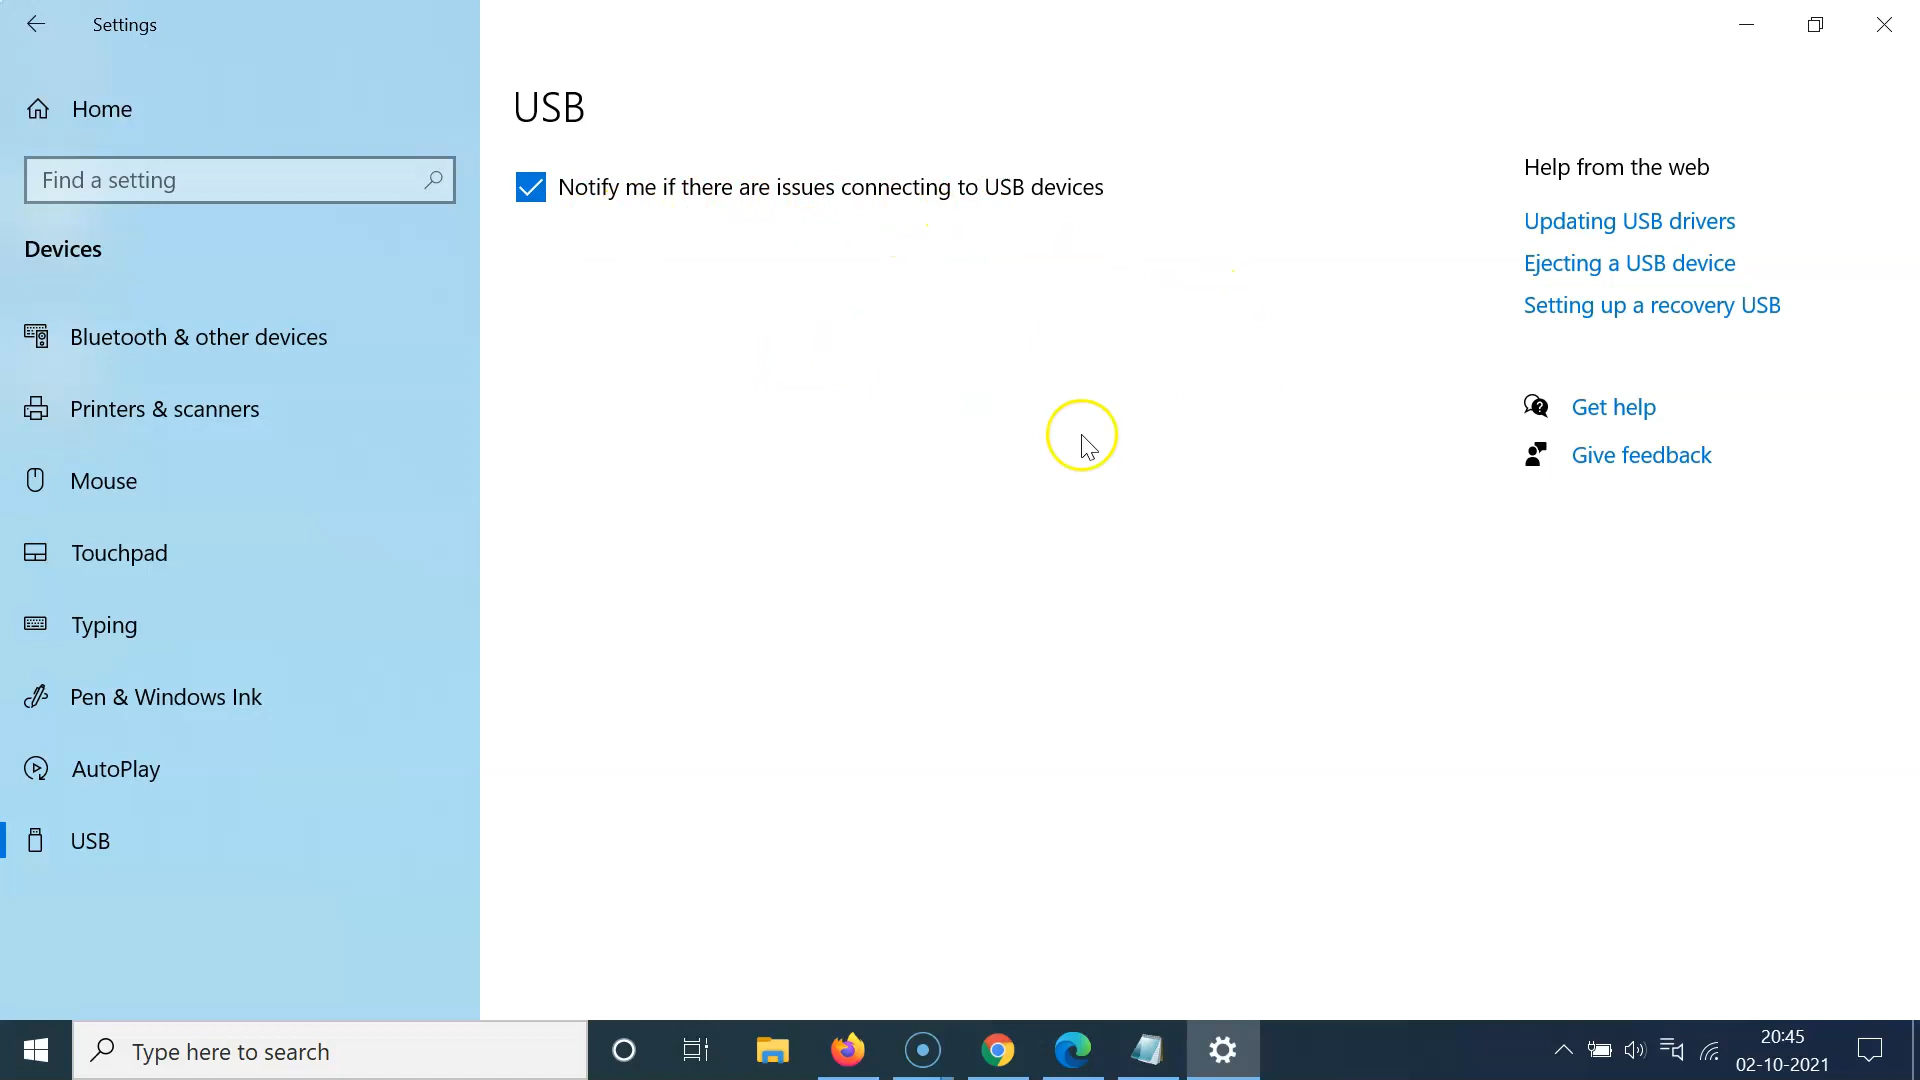 Settings
Home
Find a setting
Devices
Bluetooth & other devices
Printers & scanners
Mouse
Touchpad
Typing
Pen & Windows Ink
AutoPlay
USB
USB
Notify me if there are issues connecting to USB devices
Help from the web
Updating USB drivers
Ejecting a USB device
Setting up a recovery USB
Get help
Give feedback
Type here to search
20:45
02-10-2021